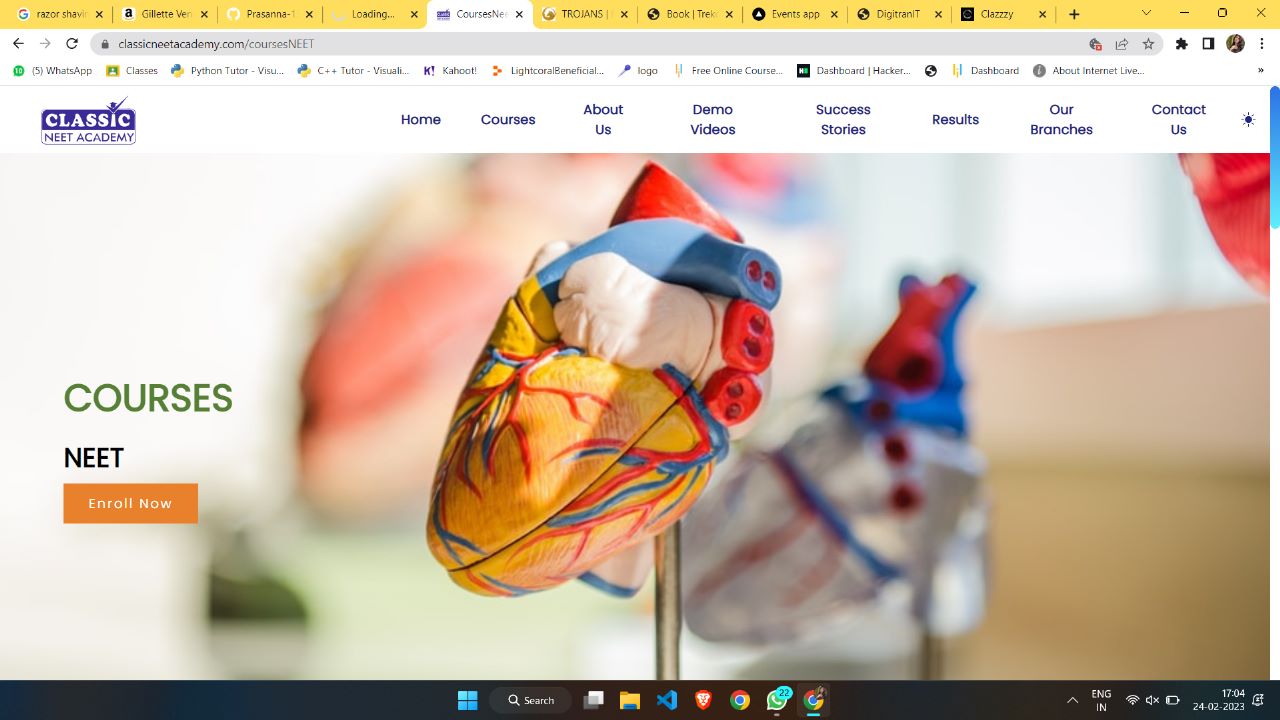 razor shavin
Gillette Ven
Prasanna-1
Loading...
CoursesNee
TROJANS |
Book | Trek
Events app
DigitranIT
Clazzzy
classicneetacademy.com/coursesNEET
(5) WhatsApp
Classes
Python Tutor - Visu...
C++ Tutor - Visuali...
Kahoot!
LightcoralBeneficial...
logo
Free Online Course...
Dashboard | Hacker...
Dashboard
About Internet Live...
»
CLASSIC
NEET ACADEMY
Home
Courses
About
Us
Demo
Videos
Success
Stories
Results
Our
Branches
Contact
Us
COURSES
NEET
Enroll Now
Search
22
ENG
IN
17:04
24-02-2023